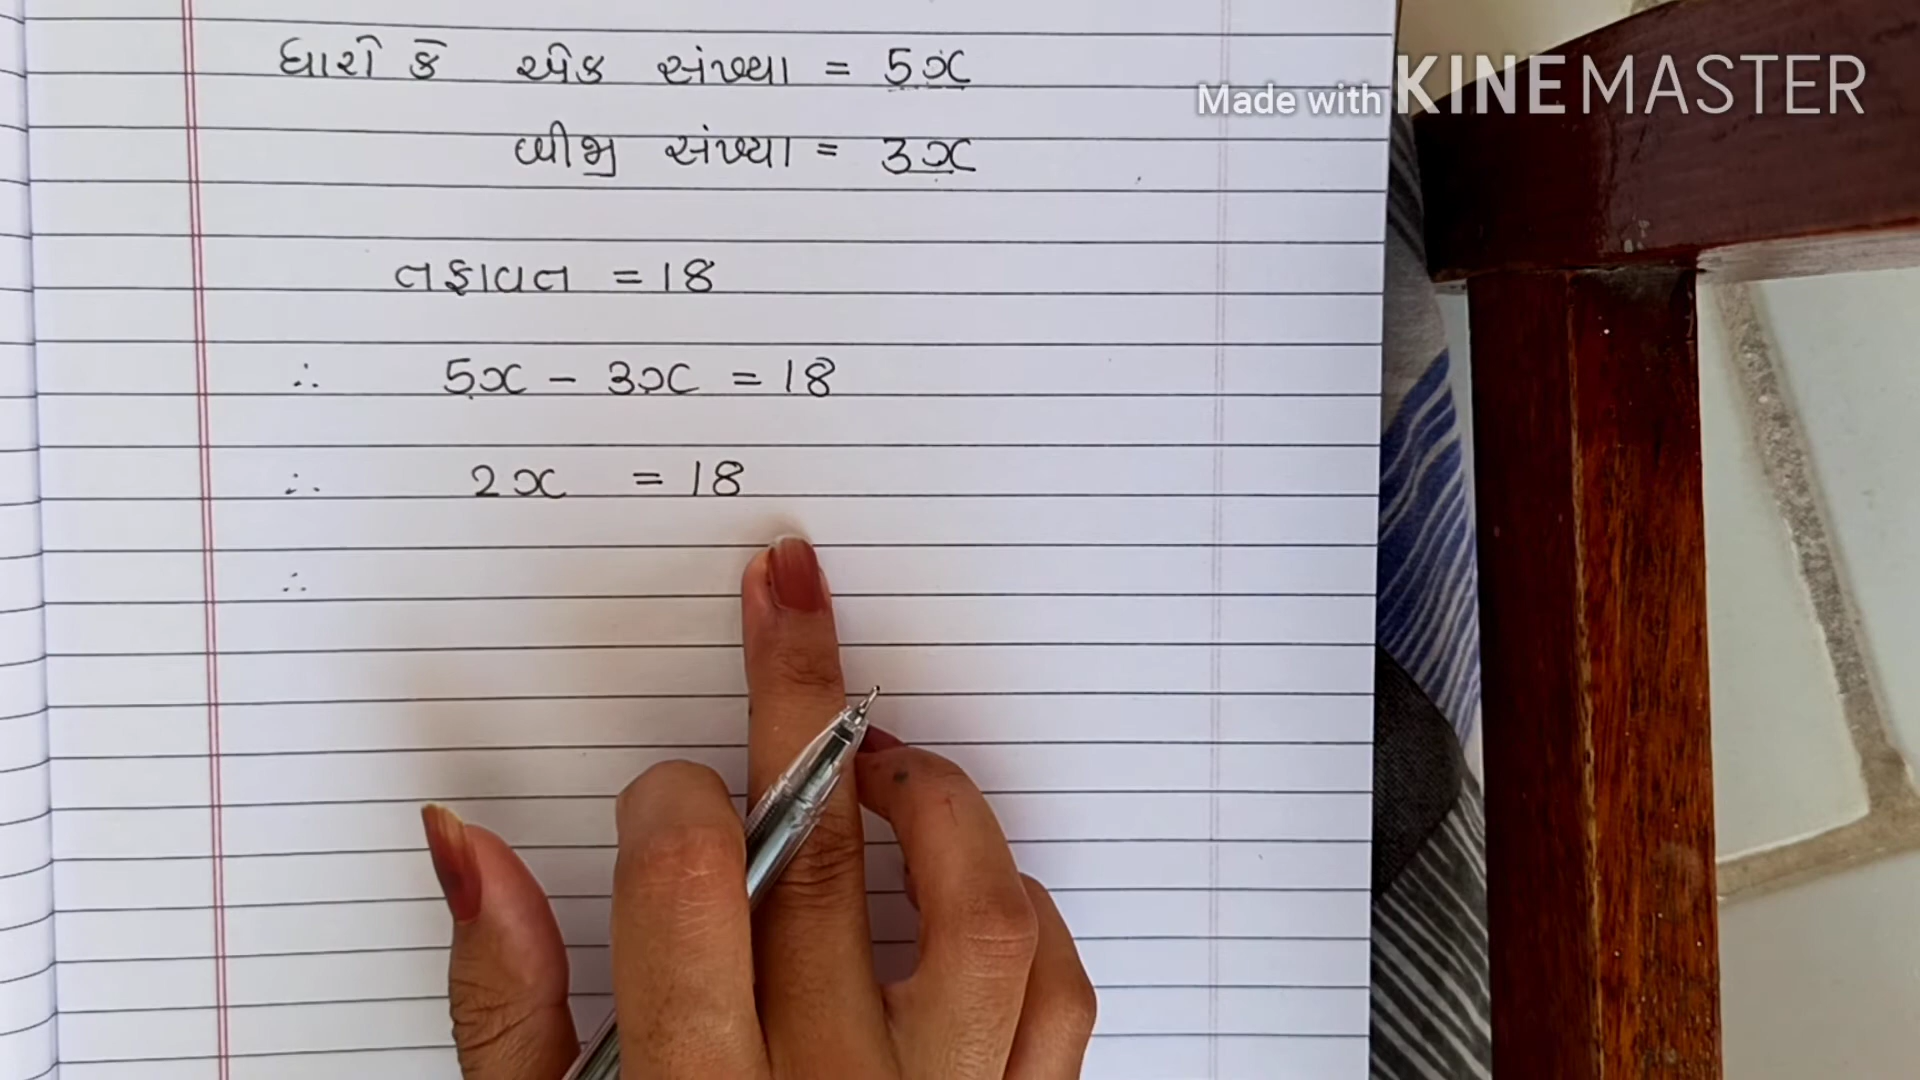 ધારો કે એક સંખ્યા = 5x
બીજી સંખ્યા = 3x
Made with KINEMASTER
તફાવત = 18
∴ 5x - 3x = 18
∴ 2x = 18
∴